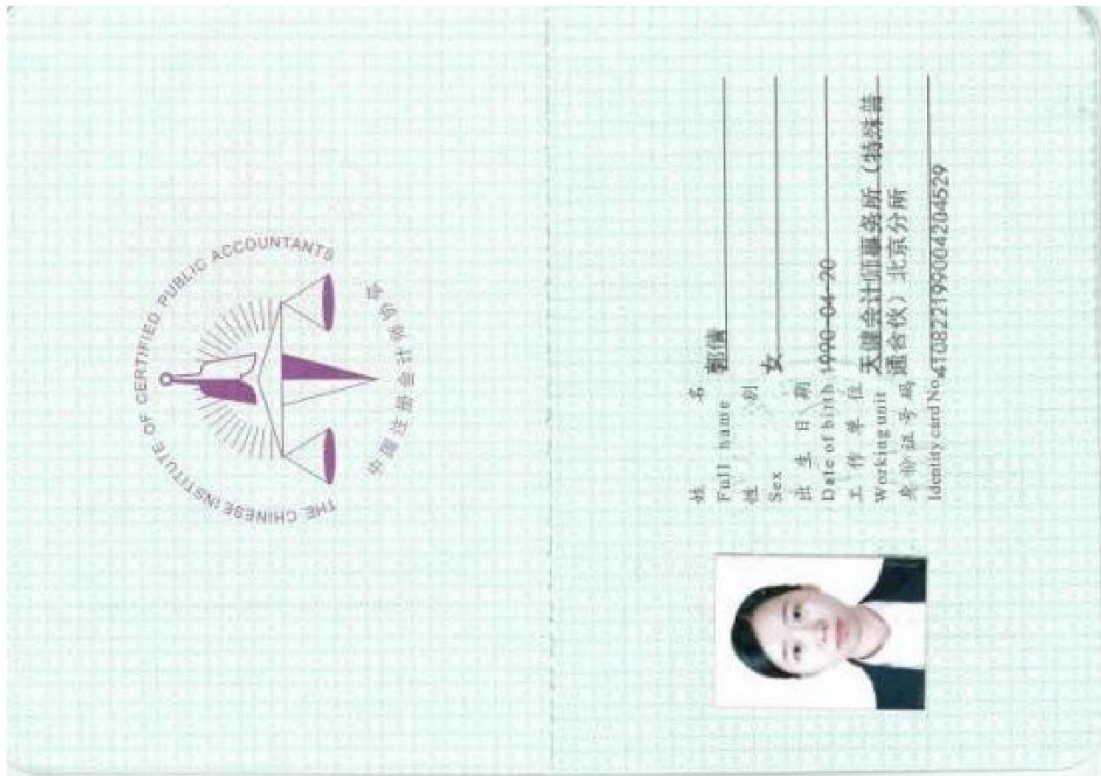 THE CHINESE INSTITUTE OF CERTIFIED PUBLIC ACCOUNTANTS
中国注册会计师协会
姓 名 郭倩
Full name
性 别 女
Sex
出生日期 1990-04-20
Date of birth
工作单位 天健会计师事务所（特殊普
Working unit 通合伙）北京分所
身份证号码
Identity card No. 410822199004204529